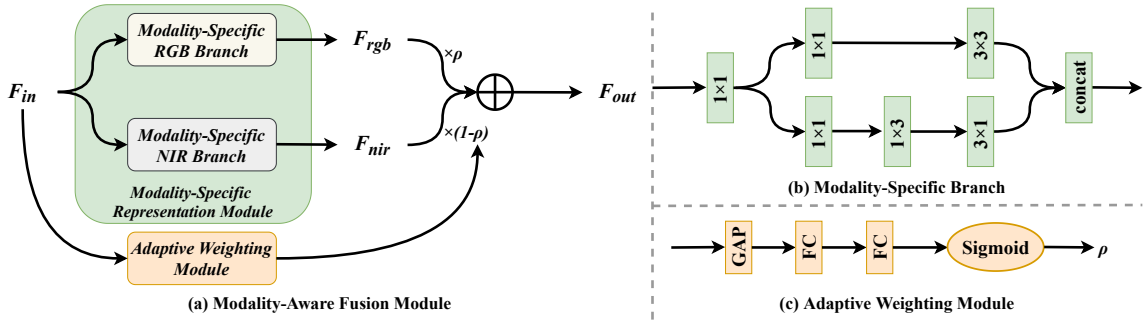 Modality-Specific
RGB Branch
F_rgb
×ρ
F_in
F_out
Modality-Specific
NIR Branch
F_nir
×(1-ρ)
Modality-Specific
Representation Module
Adaptive Weighting
Module
(a) Modality-Aware Fusion Module
1×1
1×1
3×3
1×1
1×3
3×1
concat
(b) Modality-Specific Branch
GAP
FC
FC
Sigmoid
ρ
(c) Adaptive Weighting Module